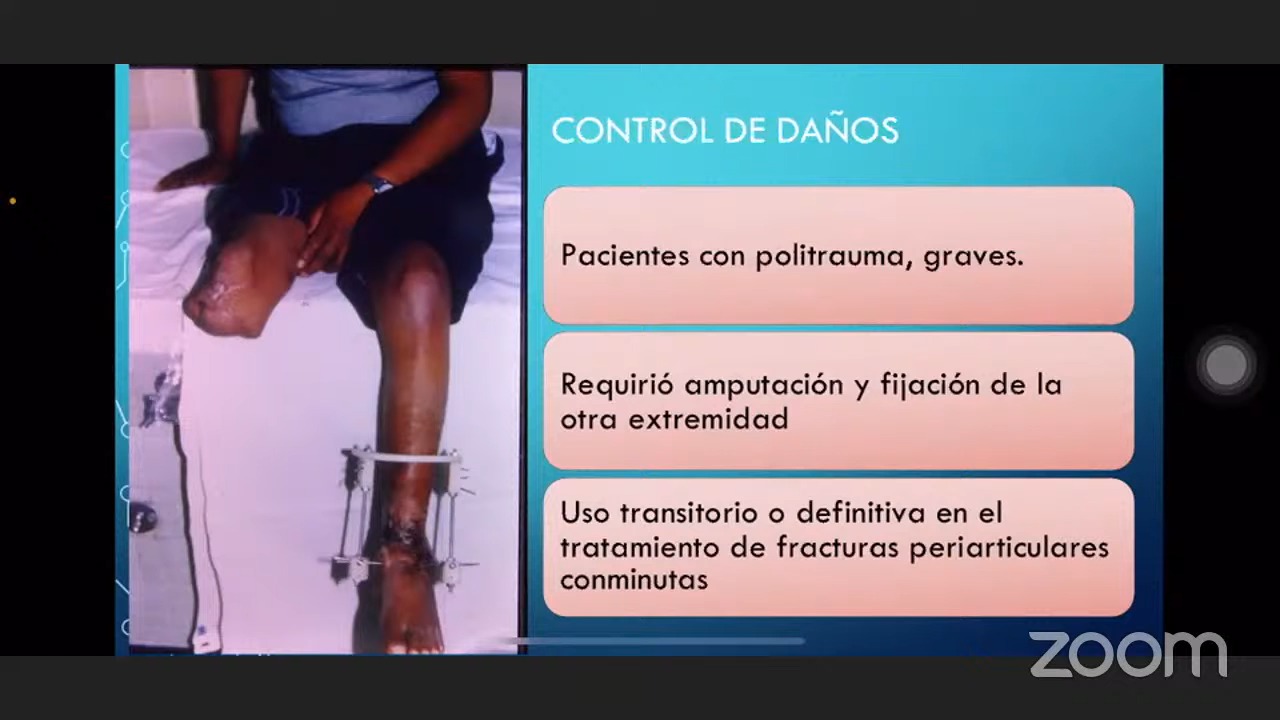 CONTROL DE DAÑOS
Pacientes con politrauma, graves.
Requirió amputación y fijación de la
otra extremidad
Uso transitorio o definitiva en el
tratamiento de fracturas periarticulares
conminutas
zoom